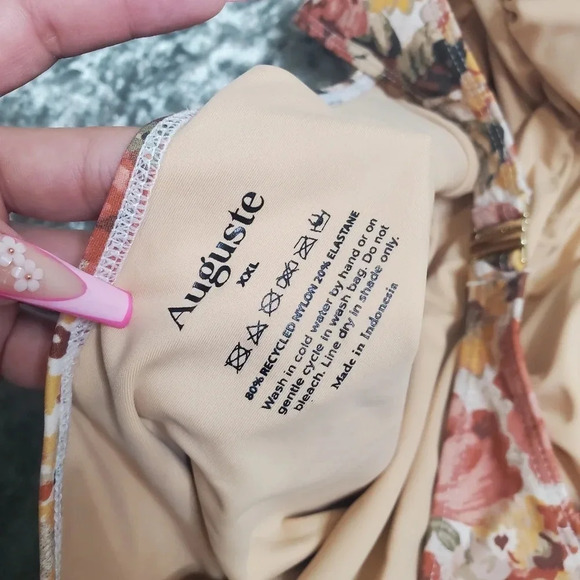 Auguste
XXL
80% RECYCLED NYLON 20% ELASTANE
Wash in cold water by hand or on
gentle cycle in wash bag. Do not
bleach. Line dry in shade only.
Made in Indonesia